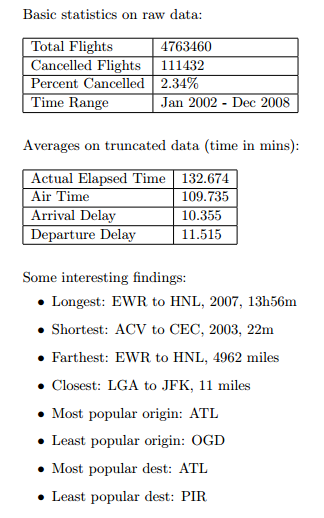 Basic statistics on raw data:
Total Flights 4763460
Cancelled Flights 111432
Percent Cancelled 2.34%
Time Range Jan 2002 - Dec 2008
Averages on truncated data (time in mins):
Actual Elapsed Time 132.674
Air Time 109.735
Arrival Delay 10.355
Departure Delay 11.515
Some interesting findings:
• Longest: EWR to HNL, 2007, 13h56m
• Shortest: ACV to CEC, 2003, 22m
• Farthest: EWR to HNL, 4962 miles
• Closest: LGA to JFK, 11 miles
• Most popular origin: ATL
• Least popular origin: OGD
• Most popular dest: ATL
• Least popular dest: PIR